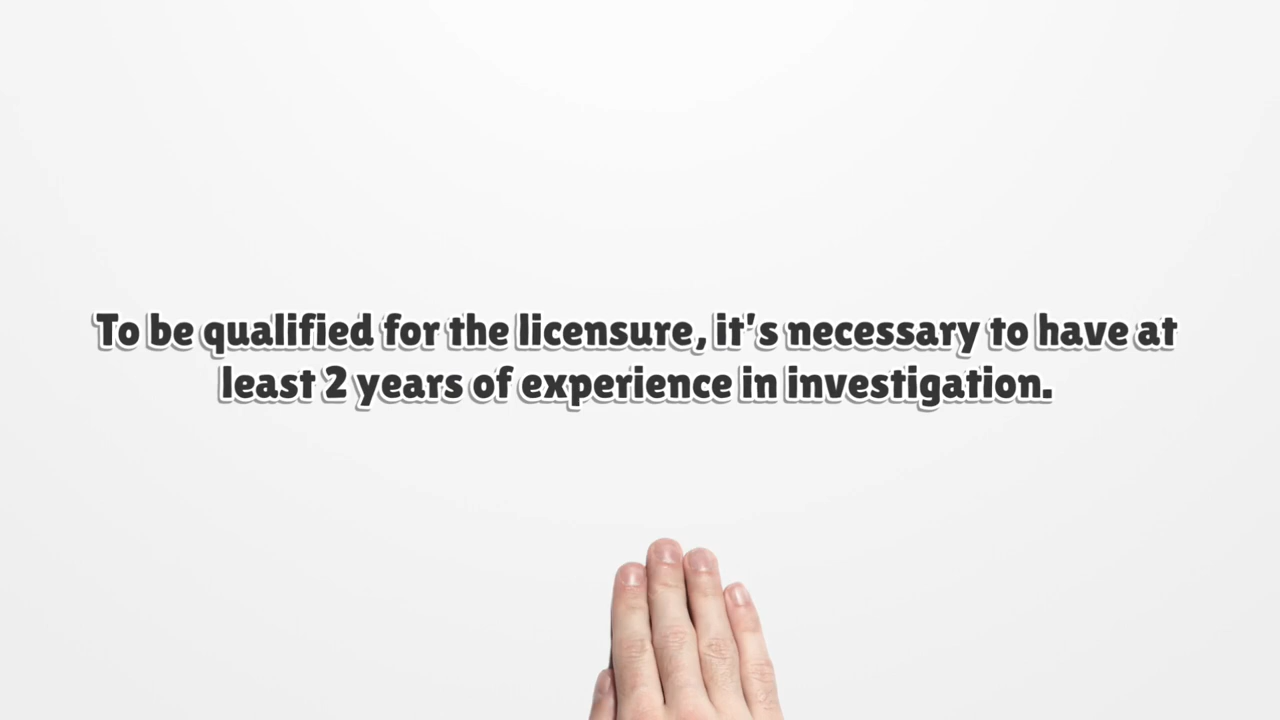 To be qualified for the licensure, it's necessary to have at
least 2 years of experience in investigation.